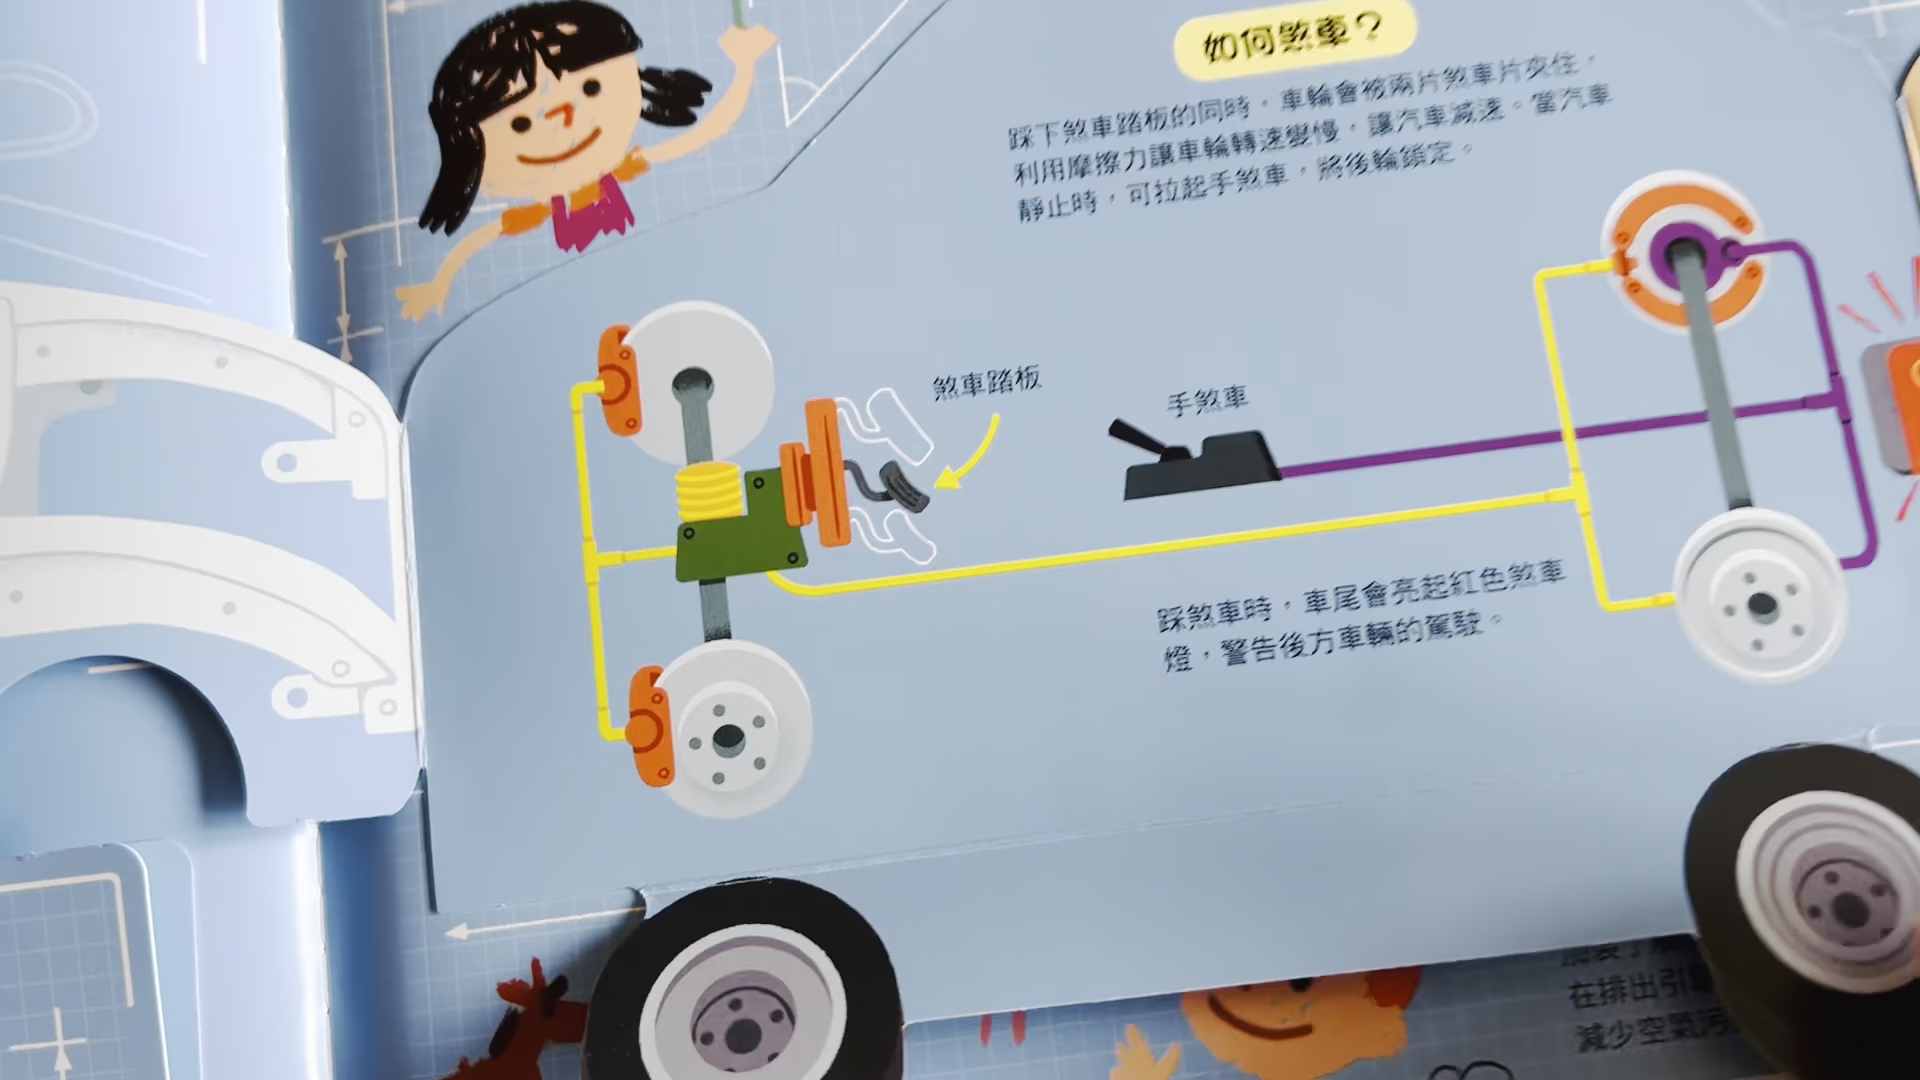 如何煞車？
踩下煞車踏板的同時，車輪會被兩片煞車片夾住，
利用摩擦力讓車輪轉速變慢，讓汽車減速。當汽車
靜止時，可拉起手煞車，將後輪鎖定。
煞車踏板
手煞車
踩煞車時，車尾會亮起紅色煞車
燈，警告後方車輛的駕駛。
在排出引
減少空氣污